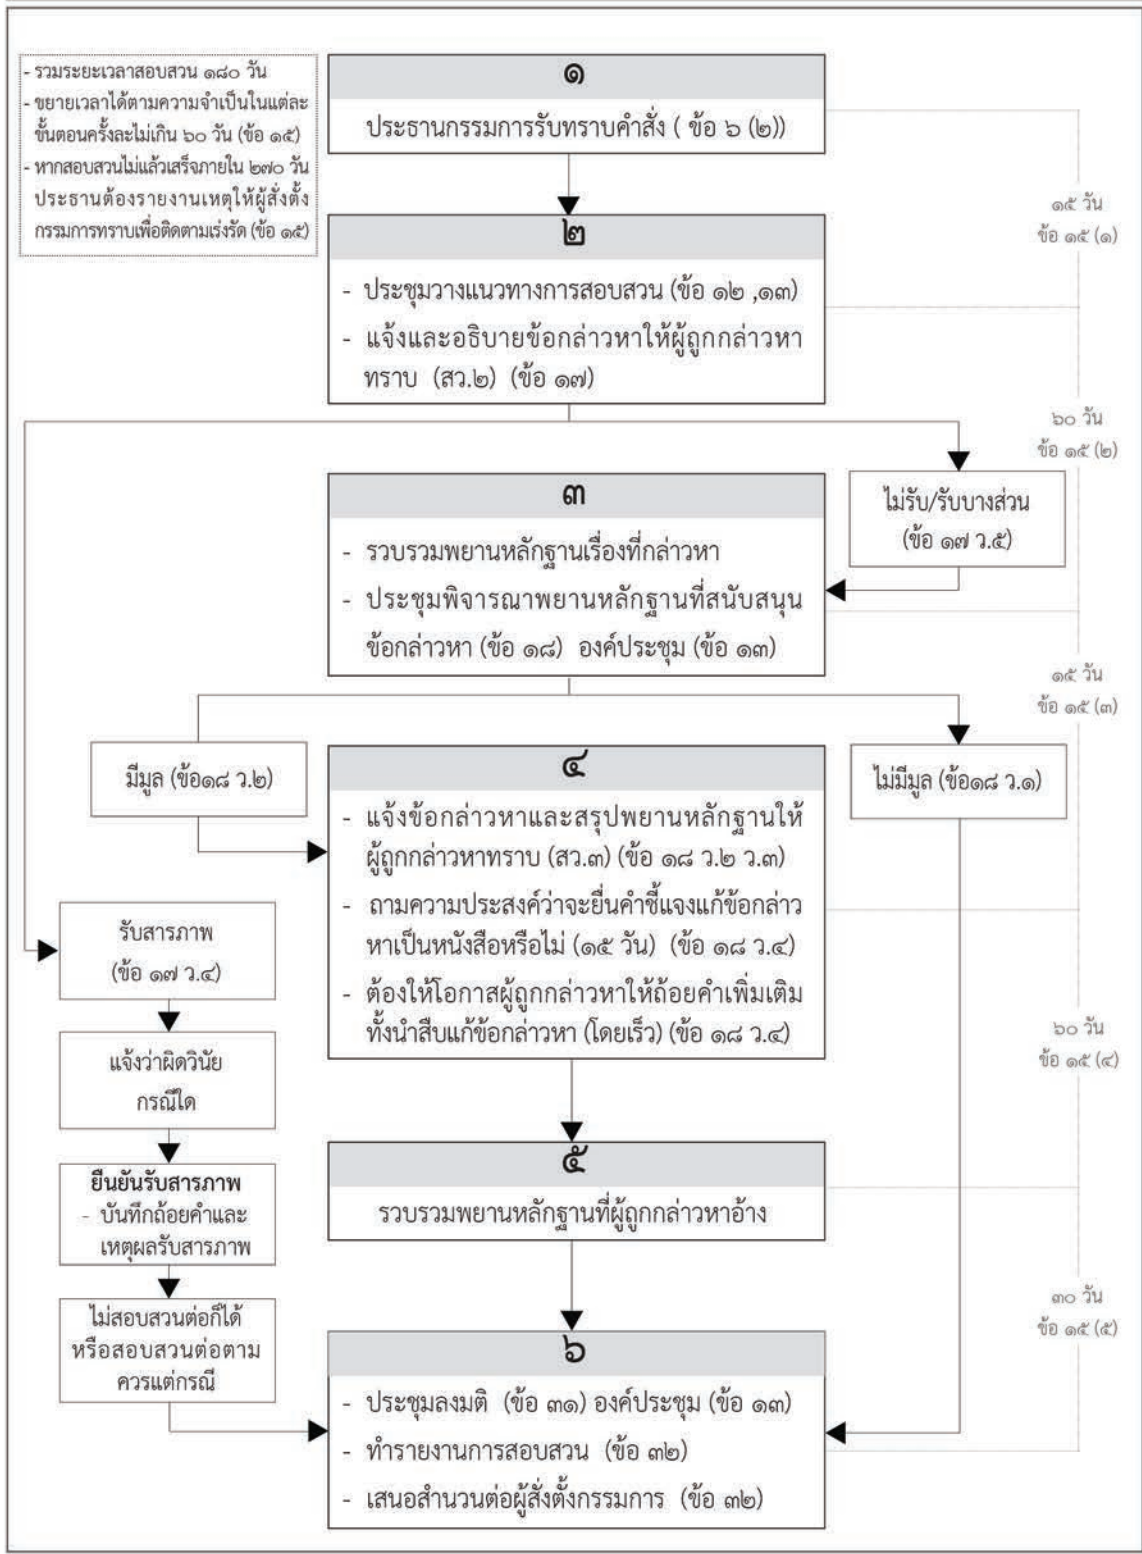 - รวมระยะเวลาสอบสวน ๑๘๐ วัน
- ขยายเวลาได้ตามความจำเป็นในแต่ละ
ขั้นตอนครั้งละไม่เกิน ๖๐ วัน (ข้อ ๑๕)
- หากสอบสวนไม่แล้วเสร็จภายใน ๒๗๐ วัน
ประธานต้องรายงานเหตุให้ผู้สั่งตั้ง
กรรมการทราบเพื่อติดตามเร่งรัด (ข้อ ๑๕)
๑
ประธานกรรมการรับทราบคำสั่ง ( ข้อ ๖ (๒))
๑๕ วัน
ข้อ ๑๕ (๑)
๒
- ประชุมวางแนวทางการสอบสวน (ข้อ ๑๒ ,๑๓)
- แจ้งและอธิบายข้อกล่าวหาให้ผู้ถูกกล่าวหา
ทราบ (สว.๒) (ข้อ ๑๗)
๖๐ วัน
ข้อ ๑๕ (๒)
ไม่รับ/รับบางส่วน
(ข้อ ๑๗ ว.๕)
๓
- รวบรวมพยานหลักฐานเรื่องที่กล่าวหา
- ประชุมพิจารณาพยานหลักฐานที่สนับสนุน
ข้อกล่าวหา (ข้อ ๑๘) องค์ประชุม (ข้อ ๑๓)
๑๕ วัน
ข้อ ๑๕ (๓)
มีมูล (ข้อ๑๘ ว.๒)
ไม่มีมูล (ข้อ๑๘ ว.๑)
๔
- แจ้งข้อกล่าวหาและสรุปพยานหลักฐานให้
ผู้ถูกกล่าวหาทราบ (สว.๓) (ข้อ ๑๘ ว.๒ ว.๓)
- ถามความประสงค์ว่าจะยื่นคำชี้แจงแก้ข้อกล่าว
หาเป็นหนังสือหรือไม่ (๑๕ วัน) (ข้อ ๑๘ ว.๔)
- ต้องให้โอกาสผู้ถูกกล่าวหาให้ถ้อยคำเพิ่มเติม
ทั้งนำสืบแก้ข้อกล่าวหา (โดยเร็ว) (ข้อ ๑๘ ว.๔)
๖๐ วัน
ข้อ ๑๕ (๔)
รับสารภาพ
(ข้อ ๑๗ ว.๔)
แจ้งว่าผิดวินัย
กรณีใด
ยืนยันรับสารภาพ
- บันทึกถ้อยคำและ
เหตุผลรับสารภาพ
ไม่สอบสวนต่อก็ได้
หรือสอบสวนต่อตาม
ควรแต่กรณี
๕
รวบรวมพยานหลักฐานที่ผู้ถูกกล่าวหาอ้าง
๓๐ วัน
ข้อ ๑๕ (๕)
๖
- ประชุมลงมติ (ข้อ ๓๑) องค์ประชุม (ข้อ ๑๓)
- ทำรายงานการสอบสวน (ข้อ ๓๒)
- เสนอสำนวนต่อผู้สั่งตั้งกรรมการ (ข้อ ๓๒)